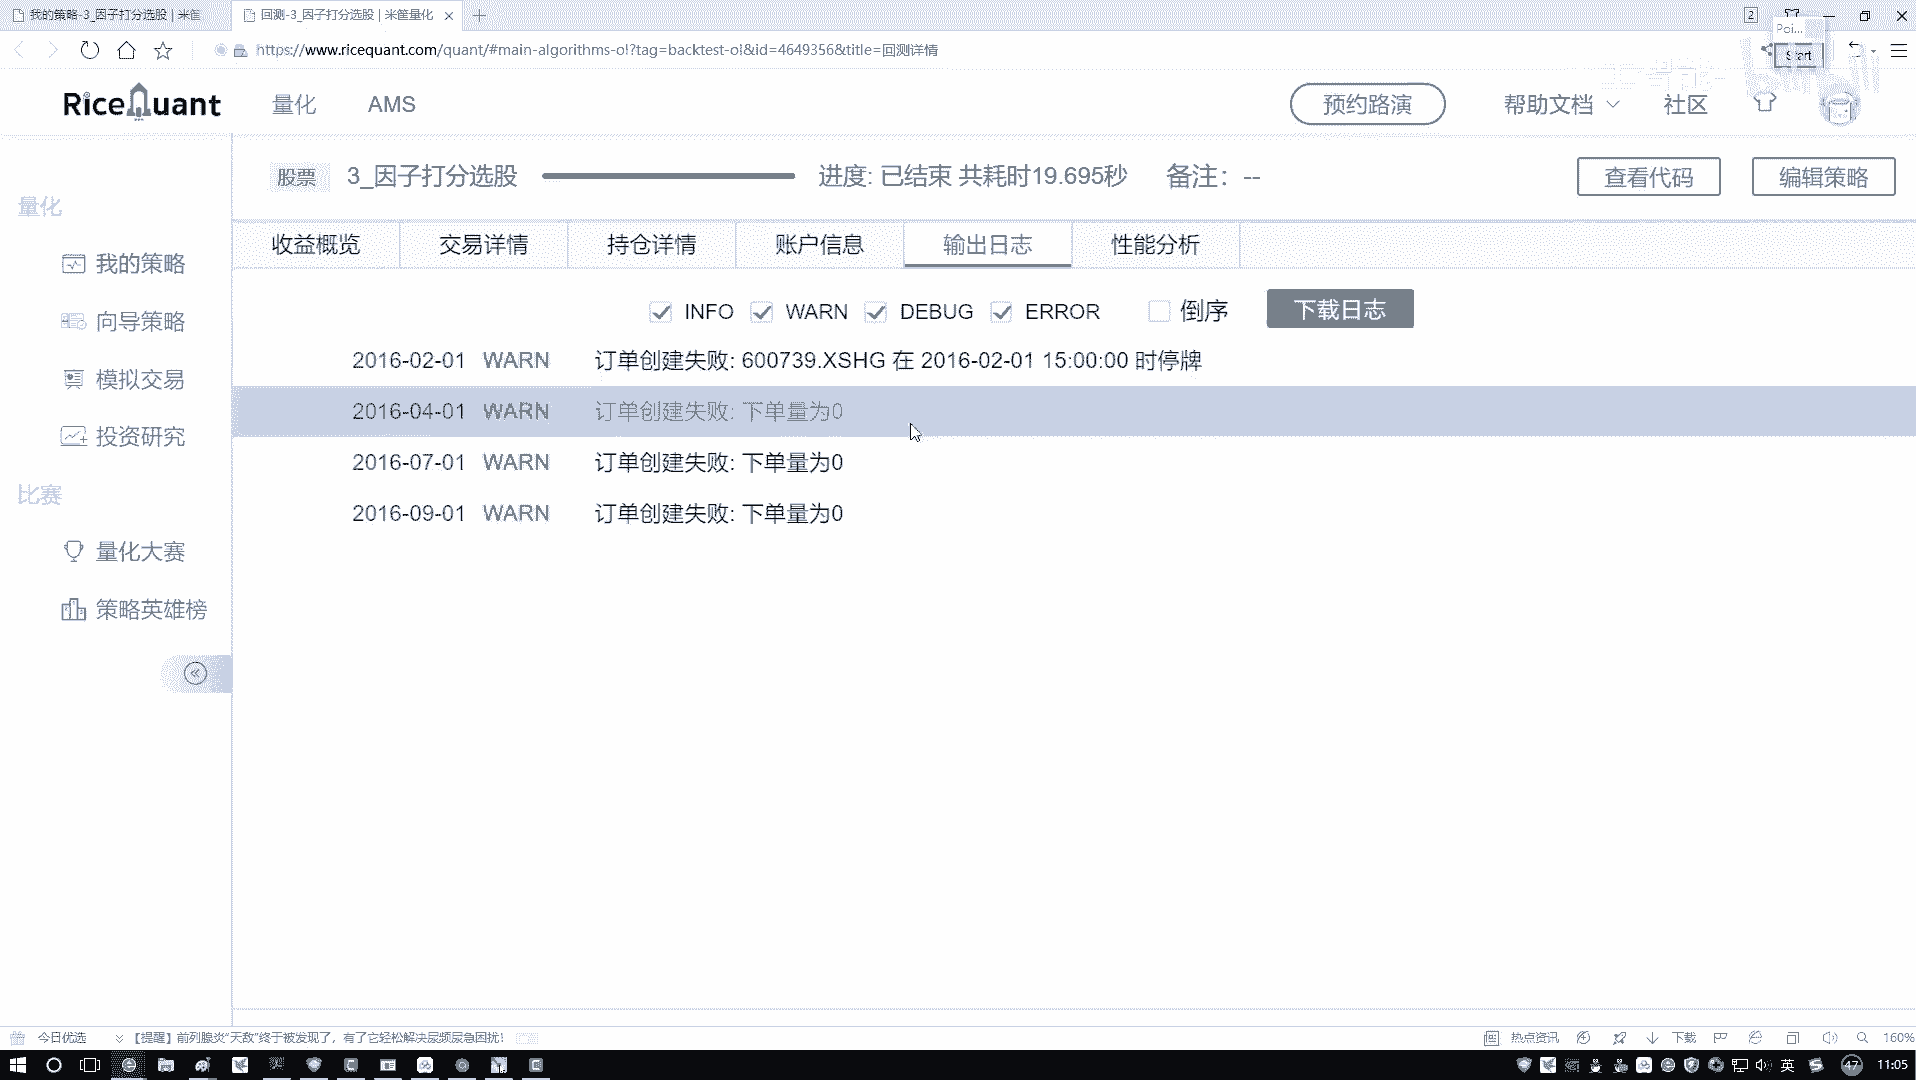 我的策略-3_因子打分选股 | 米筐
回测-3_因子打分选股 | 米筐量化
2
Poi...
Start
https://www.ricequant.com/quant/#main-algorithms-ol?tag=backtest-ol&id=4649356&title=回测详情
RiceQuant
量化
AMS
预约路演
帮助文档
社区
股票
3_因子打分选股
进度: 已结束 共耗时19.695秒
备注：--
查看代码
编辑策略
量化
我的策略
向导策略
模拟交易
投资研究
比赛
量化大赛
策略英雄榜
收益概览
交易详情
持仓详情
账户信息
输出日志
性能分析
INFO
WARN
DEBUG
ERROR
倒序
下载日志
2016-02-01 WARN 订单创建失败: 600739.XSHG 在 2016-02-01 15:00:00 时停牌
2016-04-01 WARN 订单创建失败: 下单量为0
2016-07-01 WARN 订单创建失败: 下单量为0
2016-09-01 WARN 订单创建失败: 下单量为0
今日优选
【提醒】前列腺炎“天敌”终于被发现了，有了它轻松解决尿频尿急困扰！
热点资讯
下载
160%
英
47
11:05